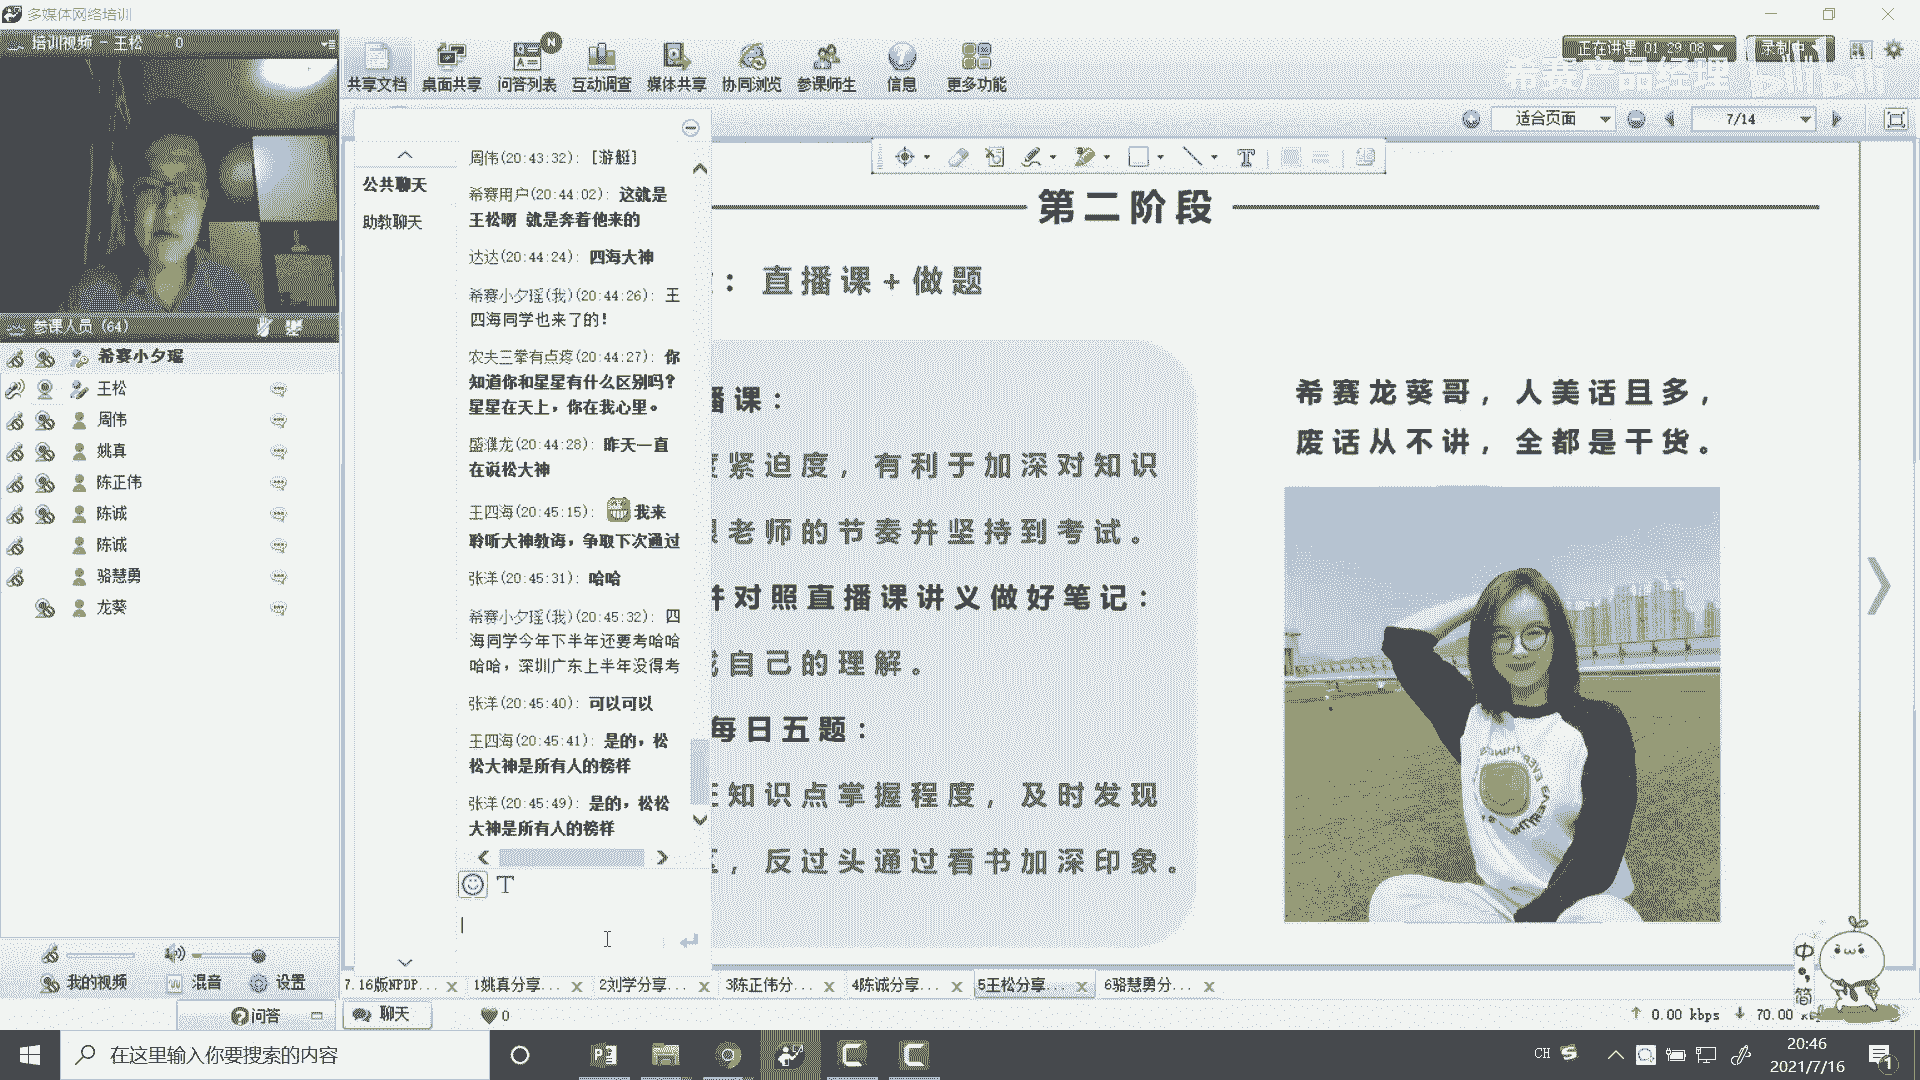 多媒体网络培训
培训视频 - 王松 0
共享文档 桌面共享 问答列表 互动调查 媒体共享 协同浏览 参课师生 信息 更多功能
N
正在讲课 01:29:08
录制中
希赛产品经理 bilibili
适合页面
7/14
参课人员 (64)
希赛小夕瑶
王松
周伟
姚真
陈正伟
陈诚
陈诚
骆慧勇
龙葵
公共聊天
助教聊天
周伟(20:43:32): [游艇]
希赛用户(20:44:02): 这就是
王松啊 就是奔着他来的
达达(20:44:24): 四海大神
希赛小夕瑶(我)(20:44:26): 王
四海同学也来了的!
农夫三拳有点疼(20:44:27): 你
知道你和星星有什么区别吗?
星星在天上,你在我心里。
盛濮龙(20:44:28): 昨天一直
在说松大神
王四海(20:45:15): 我来
聆听大神教诲,争取下次通过
张洋(20:45:31): 哈哈
希赛小夕瑶(我)(20:45:32): 四
海同学今年下半年还要考哈哈
哈哈,深圳广东上半年没得考
张洋(20:45:40): 可以可以
王四海(20:45:41): 是的,松
松大神是所有人的榜样
张洋(20:45:49): 是的,松松
大神是所有人的榜样
T
第二阶段
：直播课+做题
播课：
紧迫度，有利于加深对知识
老师的节奏并坚持到考试。
并对照直播课讲义做好笔记：
自己的理解。
每日五题：
知识点掌握程度，及时发现
，反过头通过看书加深印象。
希赛龙葵哥，人美话且多，
废话从不讲，全都是干货。
我的视频 混音 设置
问答
聊天
0
7.16版NPDP... 1姚真分享... 2刘学分享... 3陈正伟分... 4陈诚分享... 5王松分享... 6骆慧勇分...
0.00 kbps 70.00
中
简
在这里输入你要搜索的内容
CH
20:46
2021/7/16
1